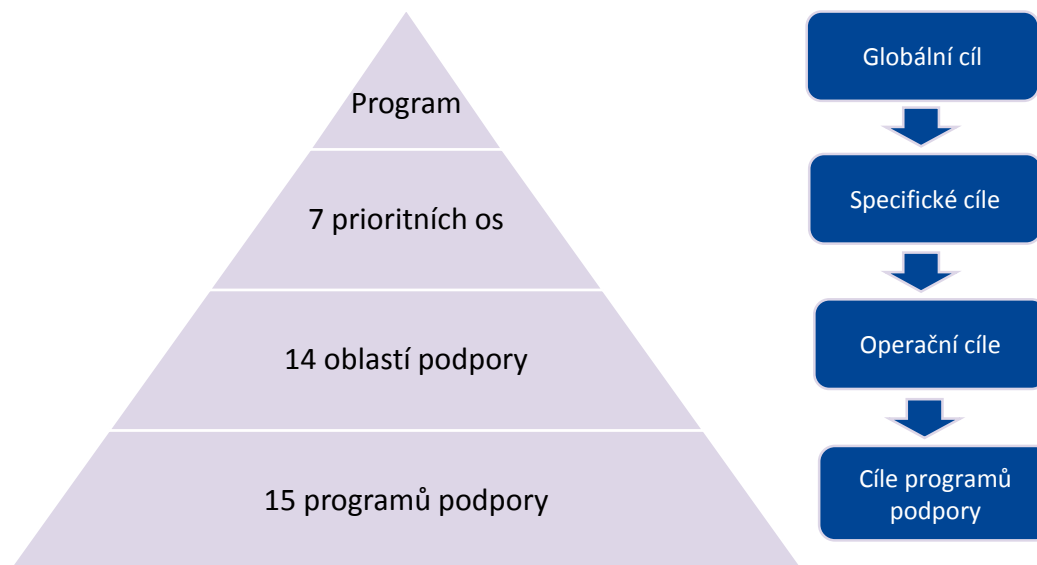 Program
7 prioritních os
14 oblastí podpory
15 programů podpory
Globální cíl
Specifické cíle
Operační cíle
Cíle programů
podpory